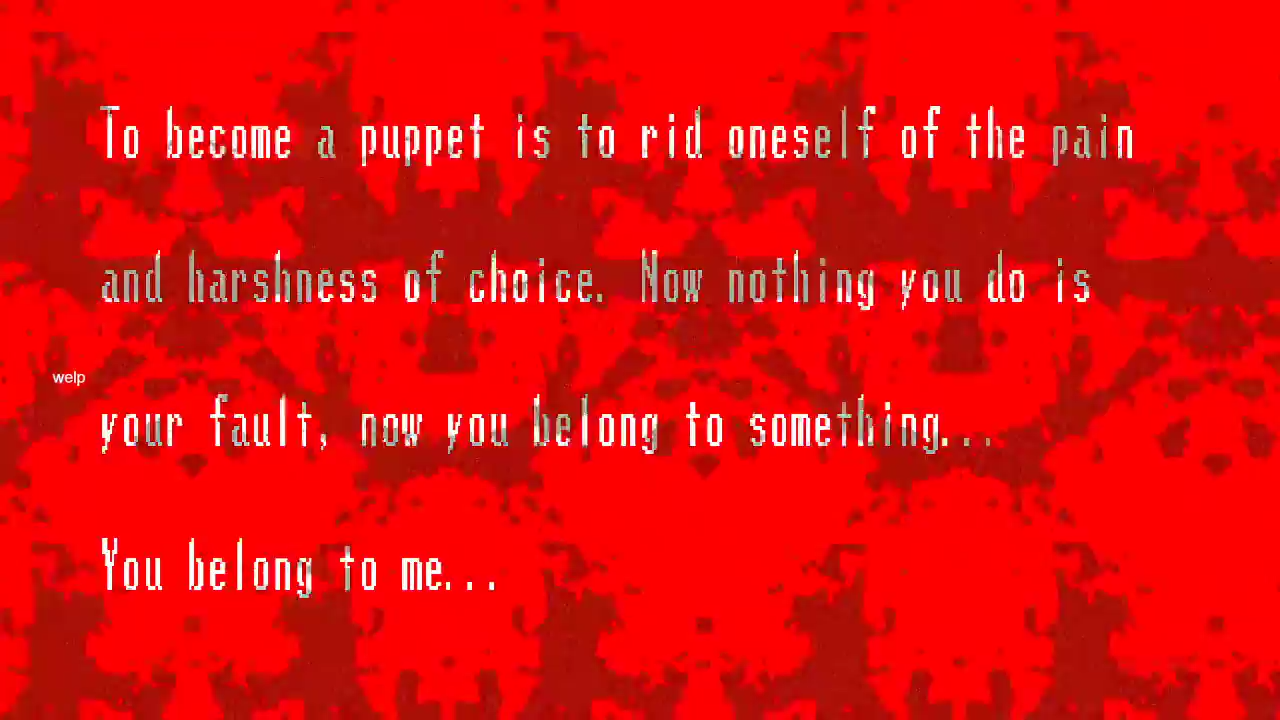 To become a puppet is to rid oneself of the pain
and harshness of choice. Now nothing you do is
welp
your fault, now you belong to something...
You belong to me...